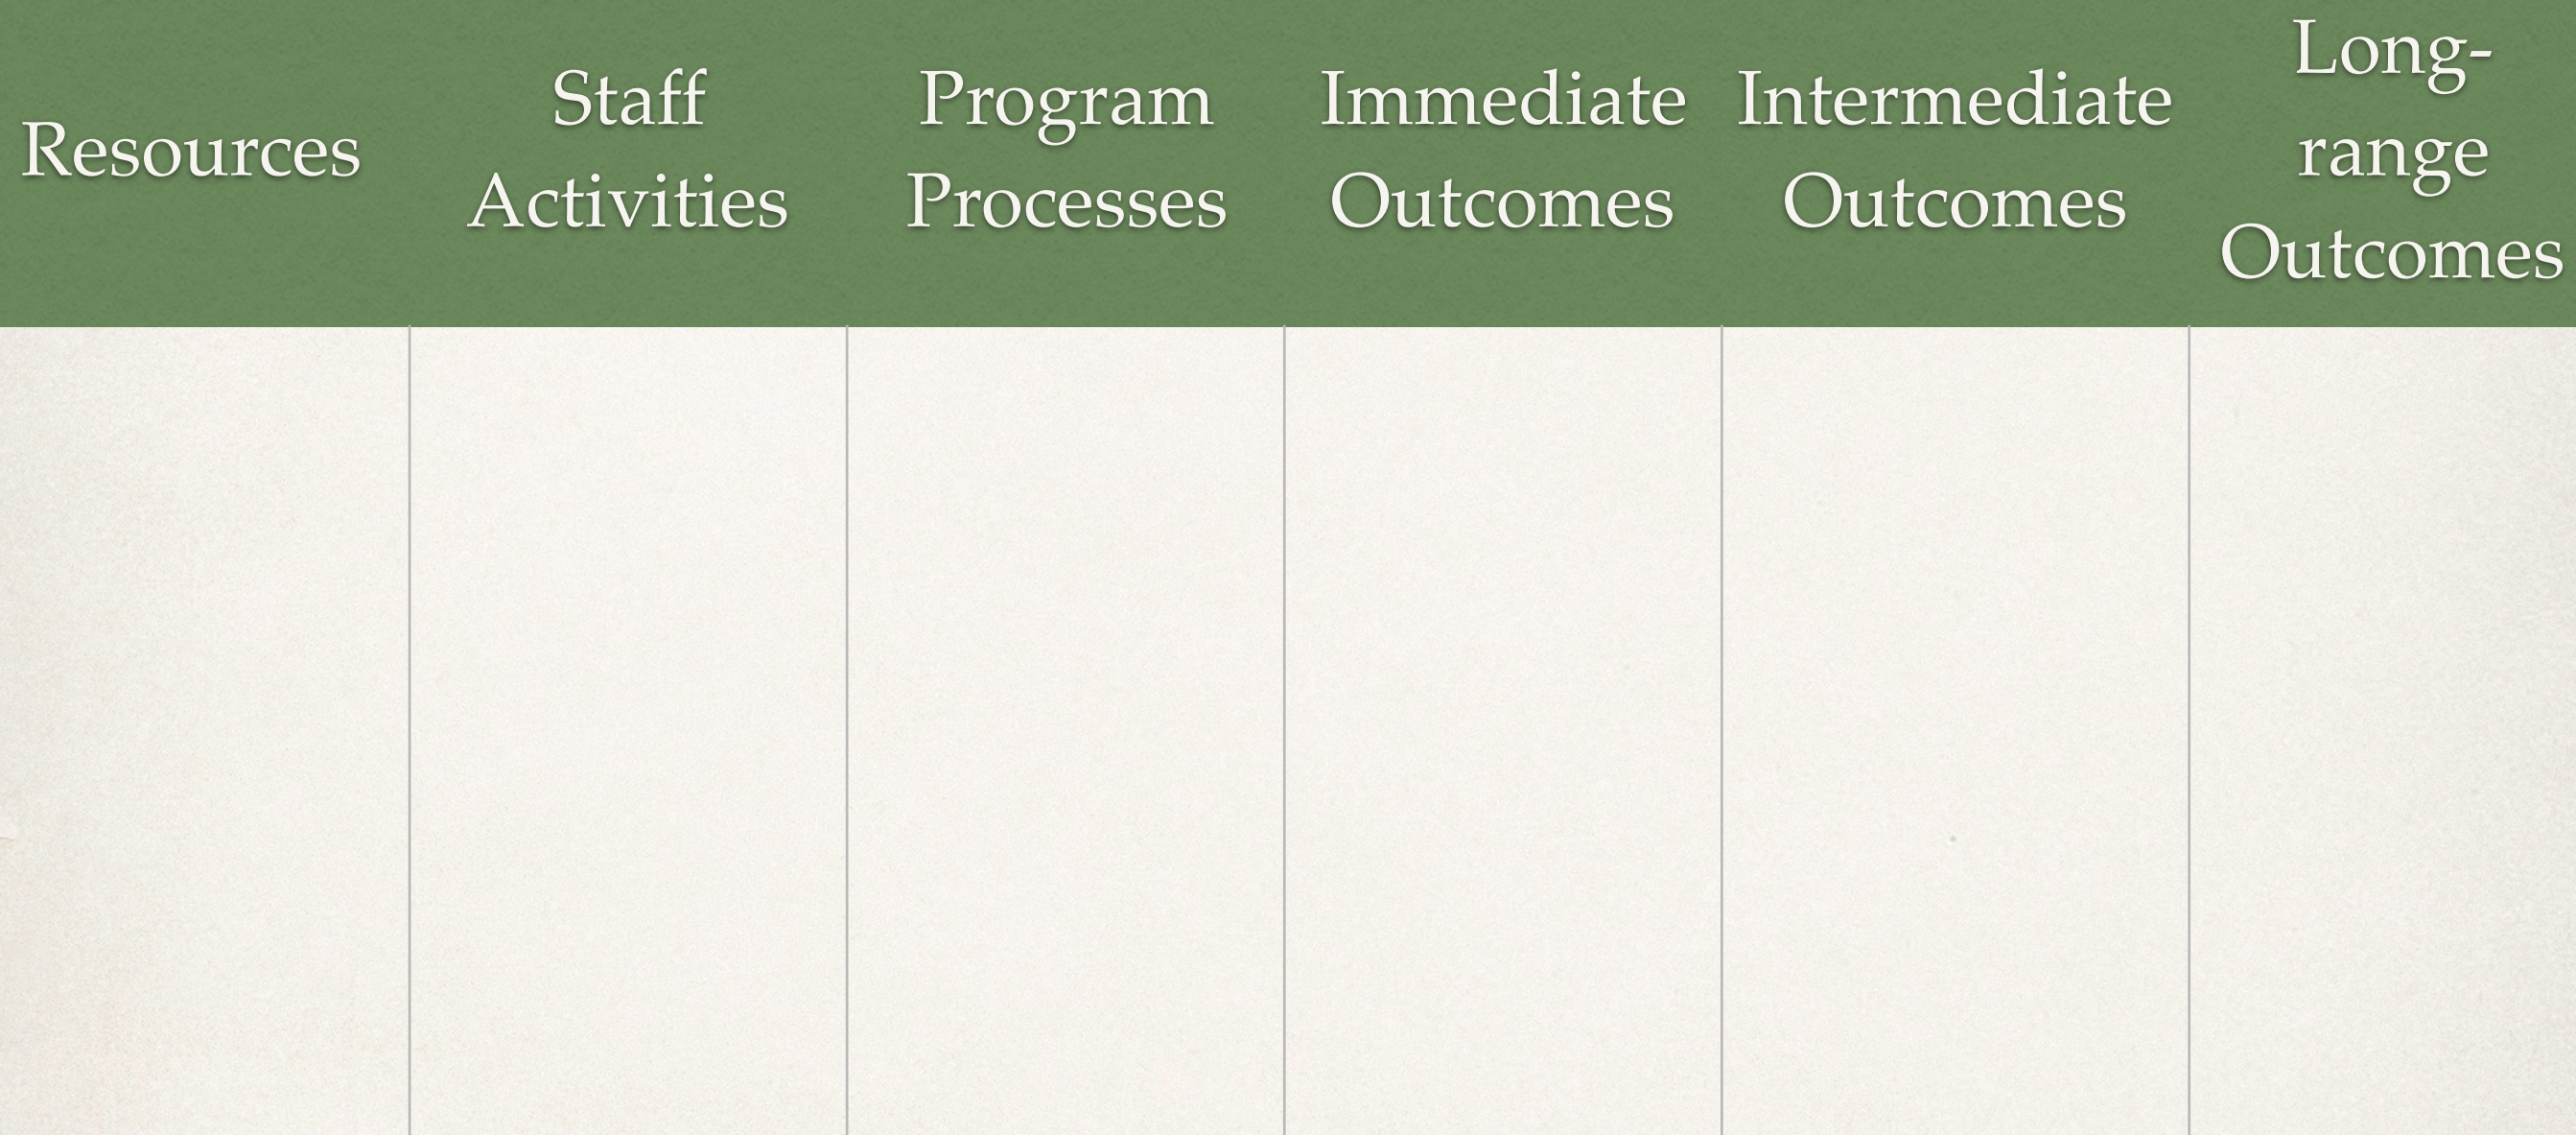 Resources
Staff
Activities
Program
Processes
Immediate
Outcomes
Intermediate
Outcomes
Long-
range
Outcomes